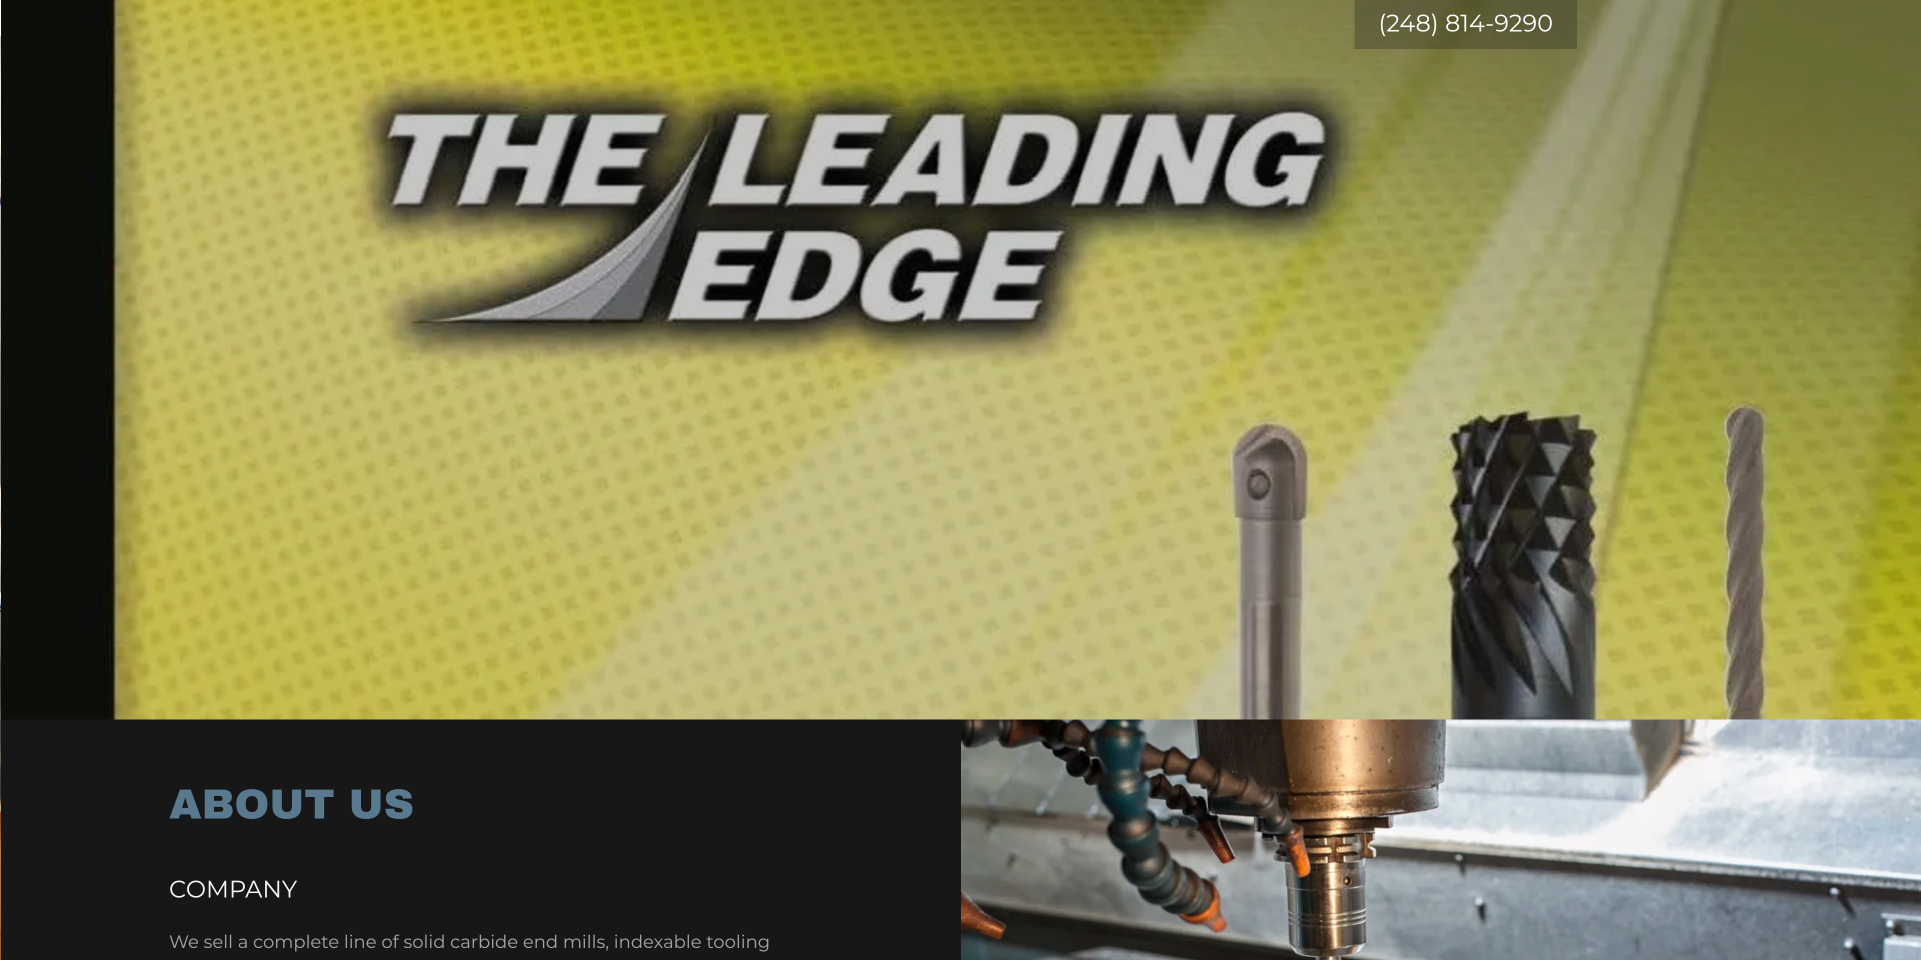 (248) 814-9290
THE LEADING
EDGE
ABOUT US
COMPANY
We sell a complete line of solid carbide end mills, indexable tooling